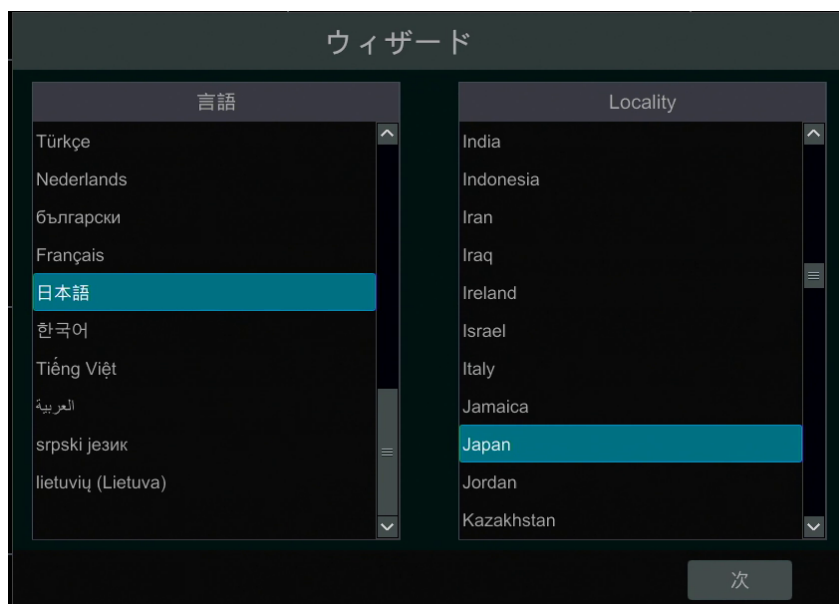 ウィザード
言語
Türkçe
Nederlands
български
Français
日本語
한국어
Tiếng Việt
العربية
srpski језик
lietuvių (Lietuva)
Locality
India
Indonesia
Iran
Iraq
Ireland
Israel
Italy
Jamaica
Japan
Jordan
Kazakhstan
次